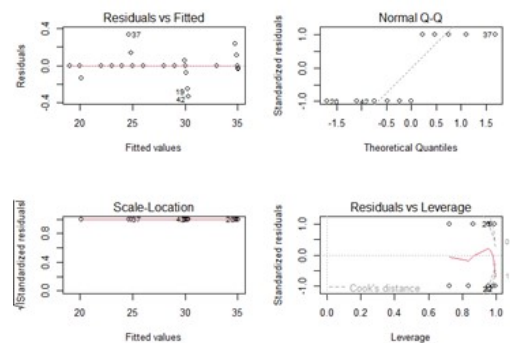 Residuals vs Fitted
Residuals
-0.4 0.0 0.4
37
19
42
20 25 30 35
Fitted values
Normal Q-Q
Standardized residuals
-1.0 0.0 1.0
37
20
42
-1.5 -0.5 0.0 0.5 1.0 1.5
Theoretical Quantiles
Scale-Location
√|Standardized residuals|
0.0 0.4 0.8
37
20 25 30 35
Fitted values
Residuals vs Leverage
Standardized residuals
-1.0 0.0 1.0
Cook's distance
0.0 0.2 0.4 0.6 0.8 1.0
Leverage